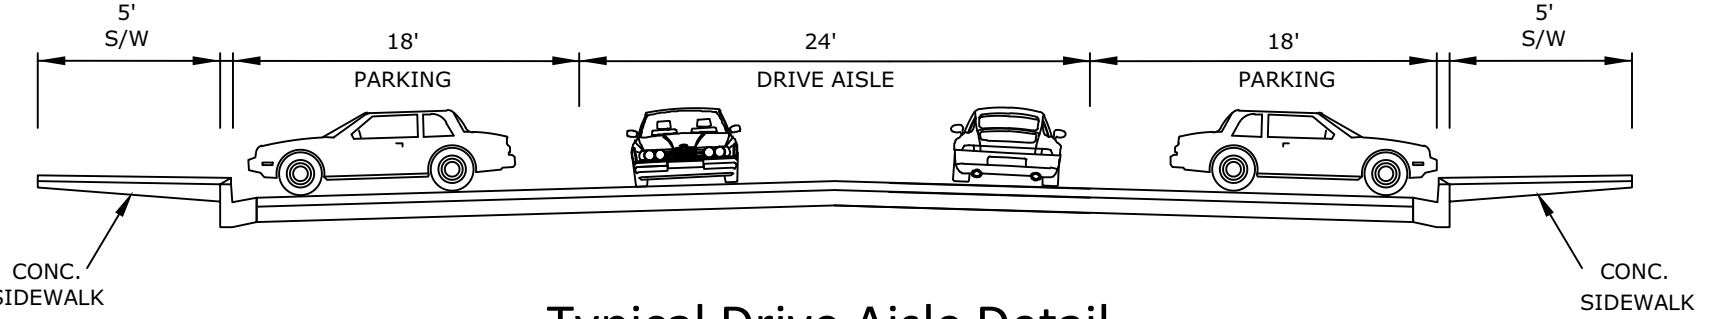 5'
S/W
18'
PARKING
24'
DRIVE AISLE
18'
PARKING
5'
S/W
CONC.
SIDEWALK
CONC.
SIDEWALK
Typical Drive Aisle Detail